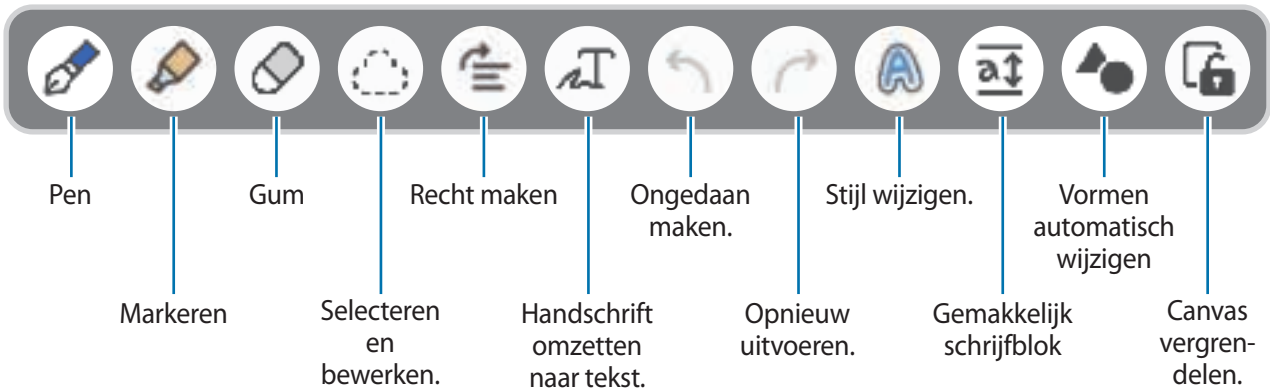 Pen
Gum
Recht maken
Ongedaan
maken.
Stijl wijzigen.
Vormen
automatisch
wijzigen
Markeren
Selecteren
en
bewerken.
Handschrift
omzetten
naar tekst.
Opnieuw
uitvoeren.
Gemakkelijk
schrijfblok
Canvas
vergren-
delen.